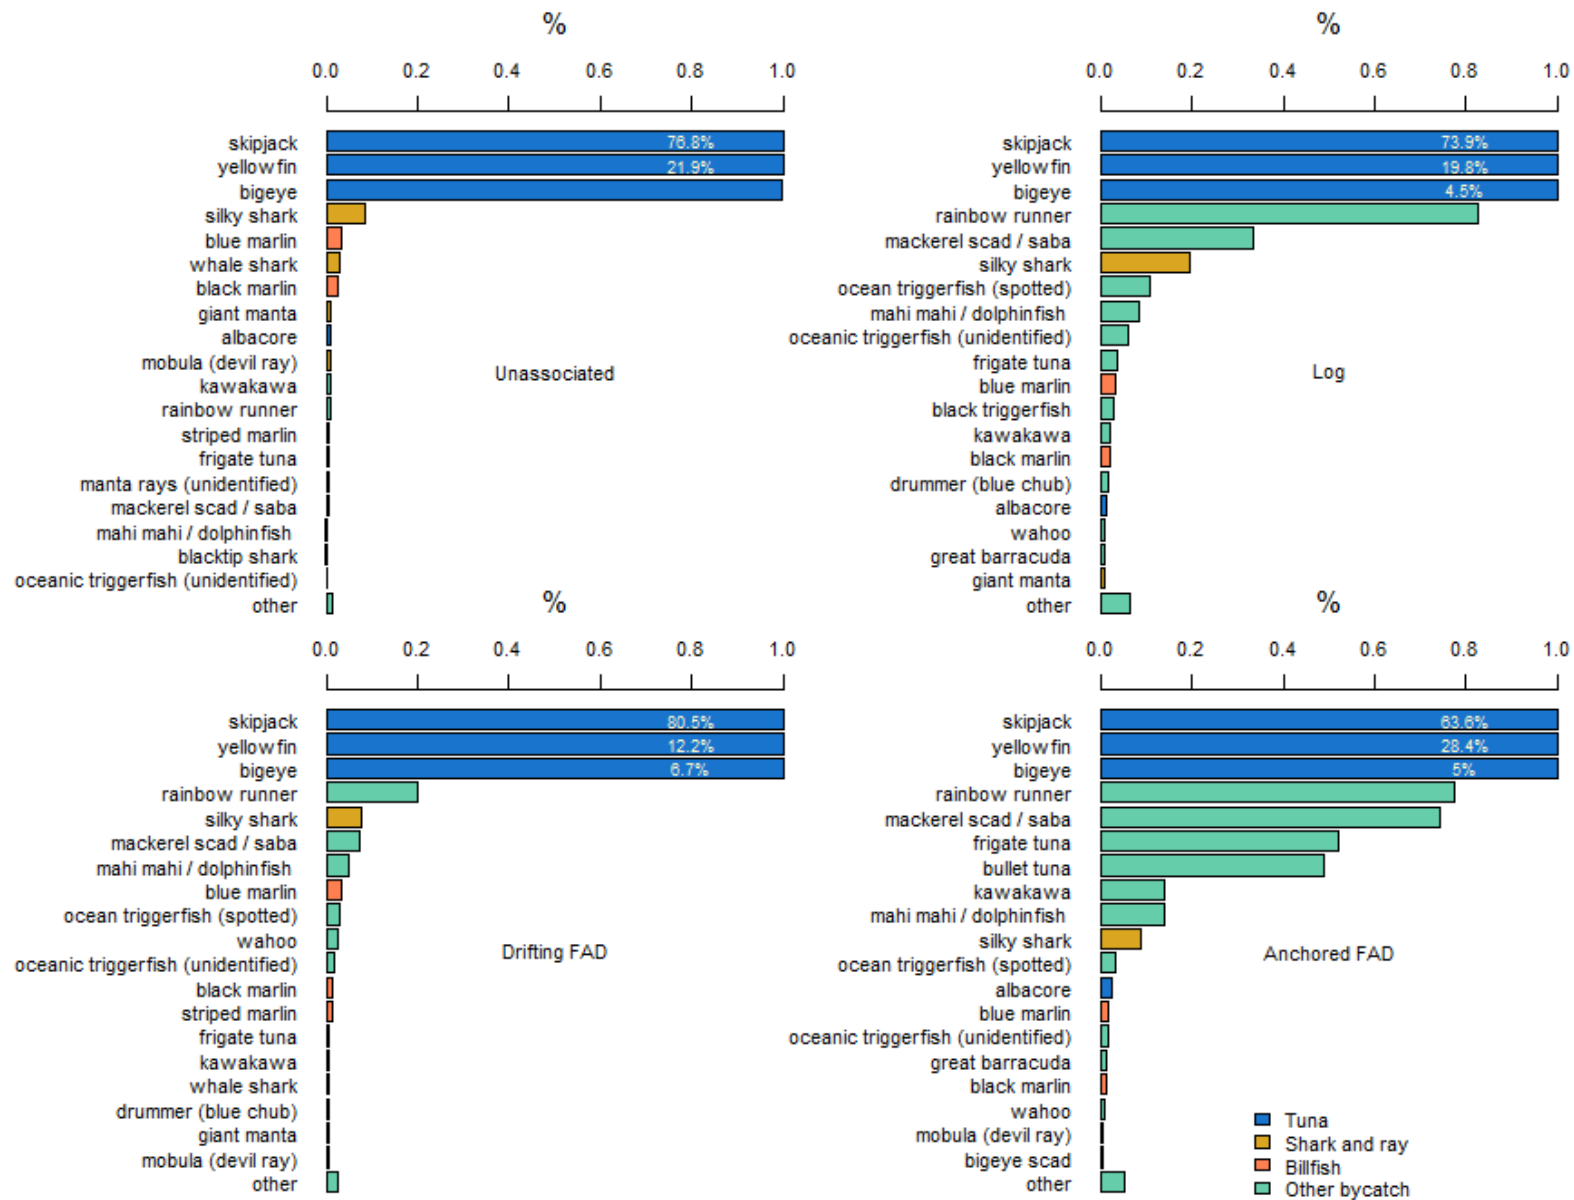 %
0.0 0.2 0.4 0.6 0.8 1.0
skipjack 76.8%
yellowfin 21.9%
bigeye
silky shark
blue marlin
whale shark
black marlin
giant manta
albacore
mobula (devil ray)
kawakawa
rainbow runner
striped marlin
frigate tuna
manta rays (unidentified)
mackerel scad / saba
mahi mahi / dolphinfish
blacktip shark
oceanic triggerfish (unidentified)
other
Unassociated
%
0.0 0.2 0.4 0.6 0.8 1.0
skipjack 73.9%
yellowfin 19.8%
bigeye 4.5%
rainbow runner
mackerel scad / saba
silky shark
ocean triggerfish (spotted)
mahi mahi / dolphinfish
oceanic triggerfish (unidentified)
frigate tuna
blue marlin
black triggerfish
kawakawa
black marlin
drummer (blue chub)
albacore
wahoo
great barracuda
giant manta
other
Log
%
0.0 0.2 0.4 0.6 0.8 1.0
skipjack 80.5%
yellowfin 12.2%
bigeye 6.7%
rainbow runner
silky shark
mackerel scad / saba
mahi mahi / dolphinfish
blue marlin
ocean triggerfish (spotted)
wahoo
oceanic triggerfish (unidentified)
black marlin
striped marlin
frigate tuna
kawakawa
whale shark
drummer (blue chub)
giant manta
mobula (devil ray)
other
Drifting FAD
%
0.0 0.2 0.4 0.6 0.8 1.0
skipjack 63.6%
yellowfin 28.4%
bigeye 5%
rainbow runner
mackerel scad / saba
frigate tuna
bullet tuna
kawakawa
mahi mahi / dolphinfish
silky shark
ocean triggerfish (spotted)
albacore
blue marlin
oceanic triggerfish (unidentified)
great barracuda
black marlin
wahoo
mobula (devil ray)
bigeye scad
other
Anchored FAD
Tuna
Shark and ray
Billfish
Other bycatch